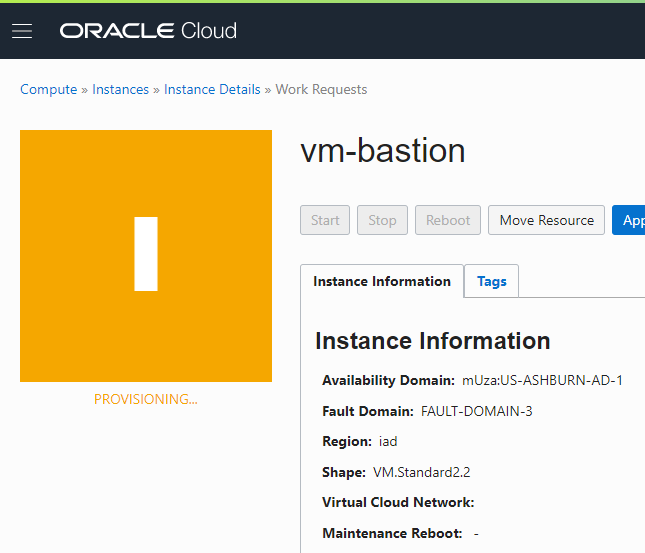 ORACLE Cloud
Compute » Instances » Instance Details » Work Requests
I
PROVISIONING...
vm-bastion
Start Stop Reboot Move Resource
Instance Information Tags
Instance Information
Availability Domain: mUza:US-ASHBURN-AD-1
Fault Domain: FAULT-DOMAIN-3
Region: iad
Shape: VM.Standard2.2
Virtual Cloud Network:
Maintenance Reboot: -